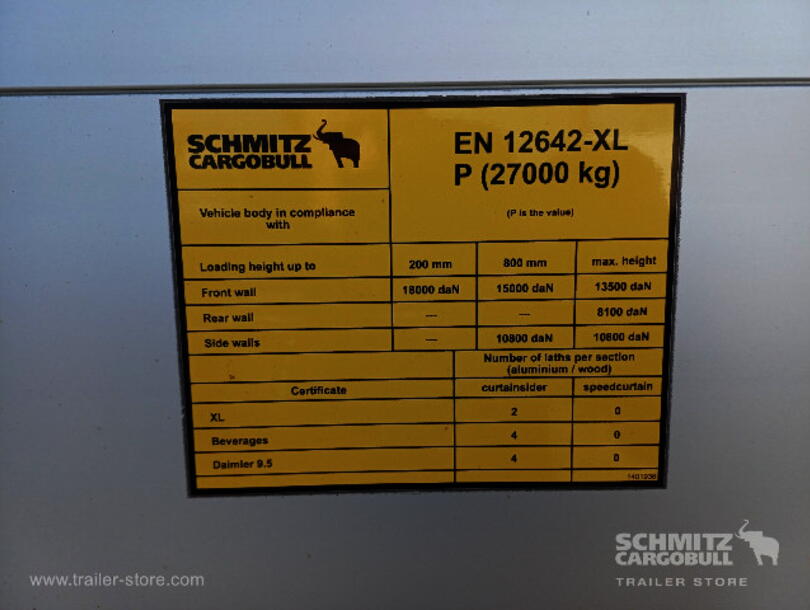 SCHMITZ
CARGOBULL
EN 12642-XL
P (27000 kg)
(P is the value)
Vehicle body in compliance
with
Loading height up to 200 mm 800 mm max. height
Front wall 18000 daN 15000 daN 13500 daN
Rear wall — — 8100 daN
Side walls — 10800 daN 10800 daN
Number of laths per section
(aluminium / wood)
Certificate curtainsider speedcurtain
XL 2 0
Beverages 4 0
Daimler 9.5 4 0
1401936
SCHMITZ
CARGOBULL
TRAILER STORE
www.trailer-store.com